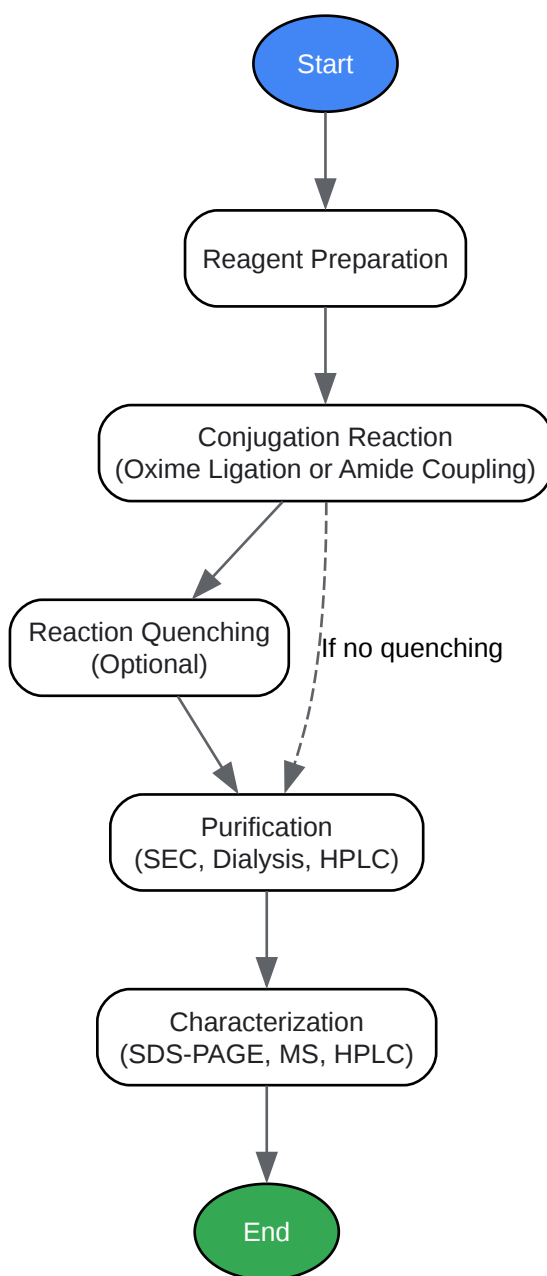 Start
Reagent Preparation
Conjugation Reaction
(Oxime Ligation or Amide Coupling)
Reaction Quenching
(Optional)
If no quenching
Purification
(SEC, Dialysis, HPLC)
Characterization
(SDS-PAGE, MS, HPLC)
End